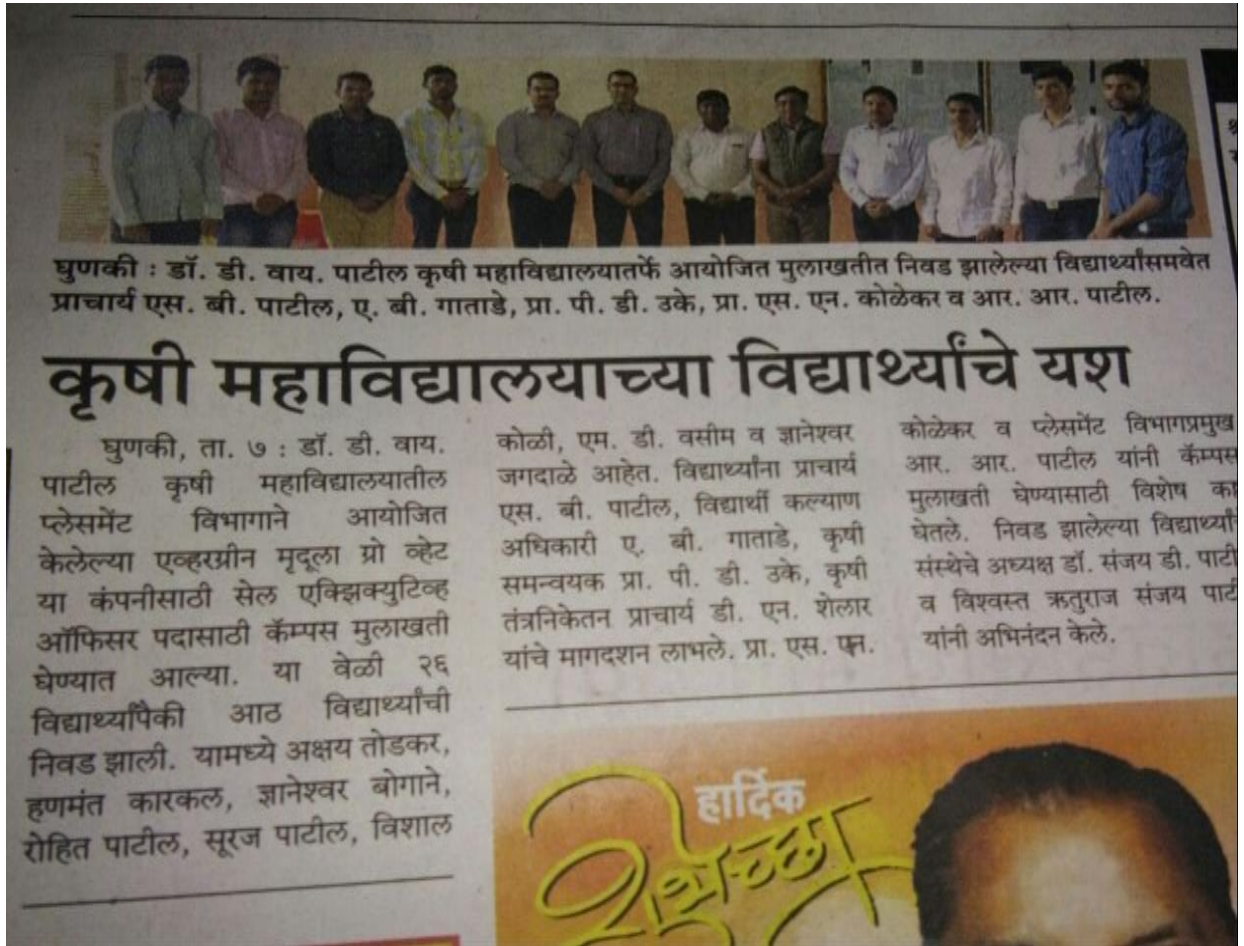 घुणकी : डॉ. डी. वाय. पाटील कृषी महाविद्यालयातर्फे आयोजित मुलाखतीत निवड झालेल्या विद्यार्थ्यांसमवेत
प्राचार्य एस. बी. पाटील, ए. बी. गाताडे, प्रा. पी. डी. उके, प्रा. एस. एन. कोळेकर व आर. आर. पाटील.
कृषी महाविद्यालयाच्या विद्यार्थ्यांचे यश
घुणकी, ता. ७ : डॉ. डी. वाय.
पाटील कृषी महाविद्यालयातील
प्लेसमेंट विभागाने आयोजित
केलेल्या एव्हरग्रीन मृदूला ग्रो व्हेट
या कंपनीसाठी सेल एक्झिक्युटिव्ह
ऑफिसर पदासाठी कॅम्पस मुलाखती
घेण्यात आल्या. या वेळी २६
विद्यार्थ्यांपैकी आठ विद्यार्थ्यांची
निवड झाली. यामध्ये अक्षय तोडकर,
हणमंत कारकल, ज्ञानेश्वर बोगाने,
रोहित पाटील, सूरज पाटील, विशाल
कोळी, एम. डी. वसीम व ज्ञानेश्वर
जगदाळे आहेत. विद्यार्थ्यांना प्राचार्य
एस. बी. पाटील, विद्यार्थी कल्याण
अधिकारी ए. बी. गाताडे, कृषी
समन्वयक प्रा. पी. डी. उके, कृषी
तंत्रनिकेतन प्राचार्य डी. एन. शेलार
यांचे मागदशन लाभले. प्रा. एस. एन.
कोळेकर व प्लेसमेंट विभागप्रमुख
आर. आर. पाटील यांनी कॅम्पस
मुलाखती घेण्यासाठी विशेष
घेतले. निवड झालेल्या
संस्थेचे अध्यक्ष डॉ. संजय डी.
व विश्वस्त ऋतुराज संजय
यांनी अभिनंदन केले.
हार्दिक
शुभेच्छा